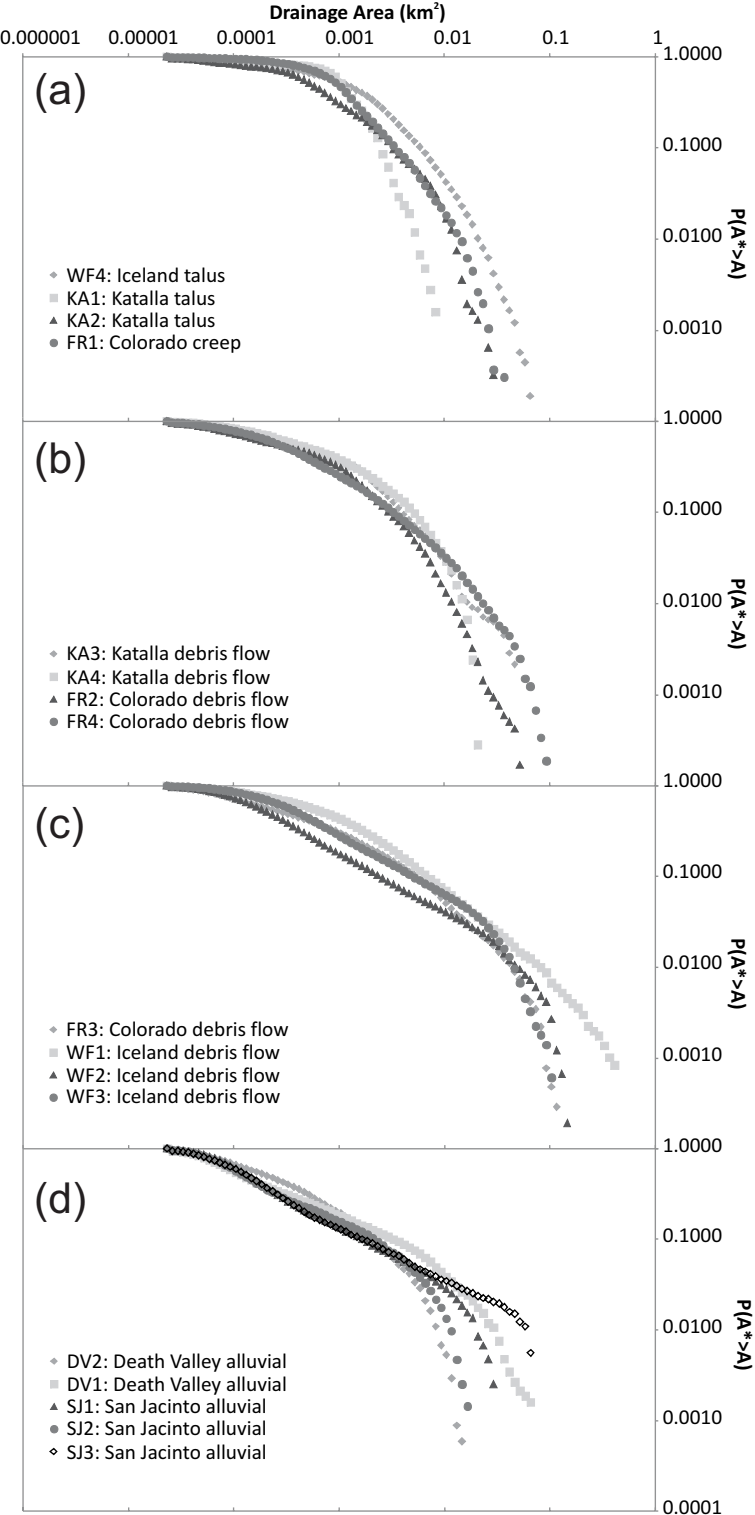 Drainage Area (km²)
0.0000001 0.00001 0.0001 0.001 0.01 0.1 1
1.0000
(a)
0.1000
P(A*>A)
0.0100
WF4: Iceland talus
KA1: Katalla talus
KA2: Katalla talus
0.0010
FR1: Colorado creep
1.0000
(b)
0.1000
P(A*>A)
0.0100
KA3: Katalla debris flow
KA4: Katalla debris flow
0.0010
FR2: Colorado debris flow
FR4: Colorado debris flow
1.0000
(c)
0.1000
P(A*>A)
0.0100
FR3: Colorado debris flow
WF1: Iceland debris flow
0.0010
WF2: Iceland debris flow
WF3: Iceland debris flow
1.0000
(d)
0.1000
P(A*>A)
0.0100
DV2: Death Valley alluvial
DV1: Death Valley alluvial
SJ1: San Jacinto alluvial
0.0010
SJ2: San Jacinto alluvial
SJ3: San Jacinto alluvial
0.0001